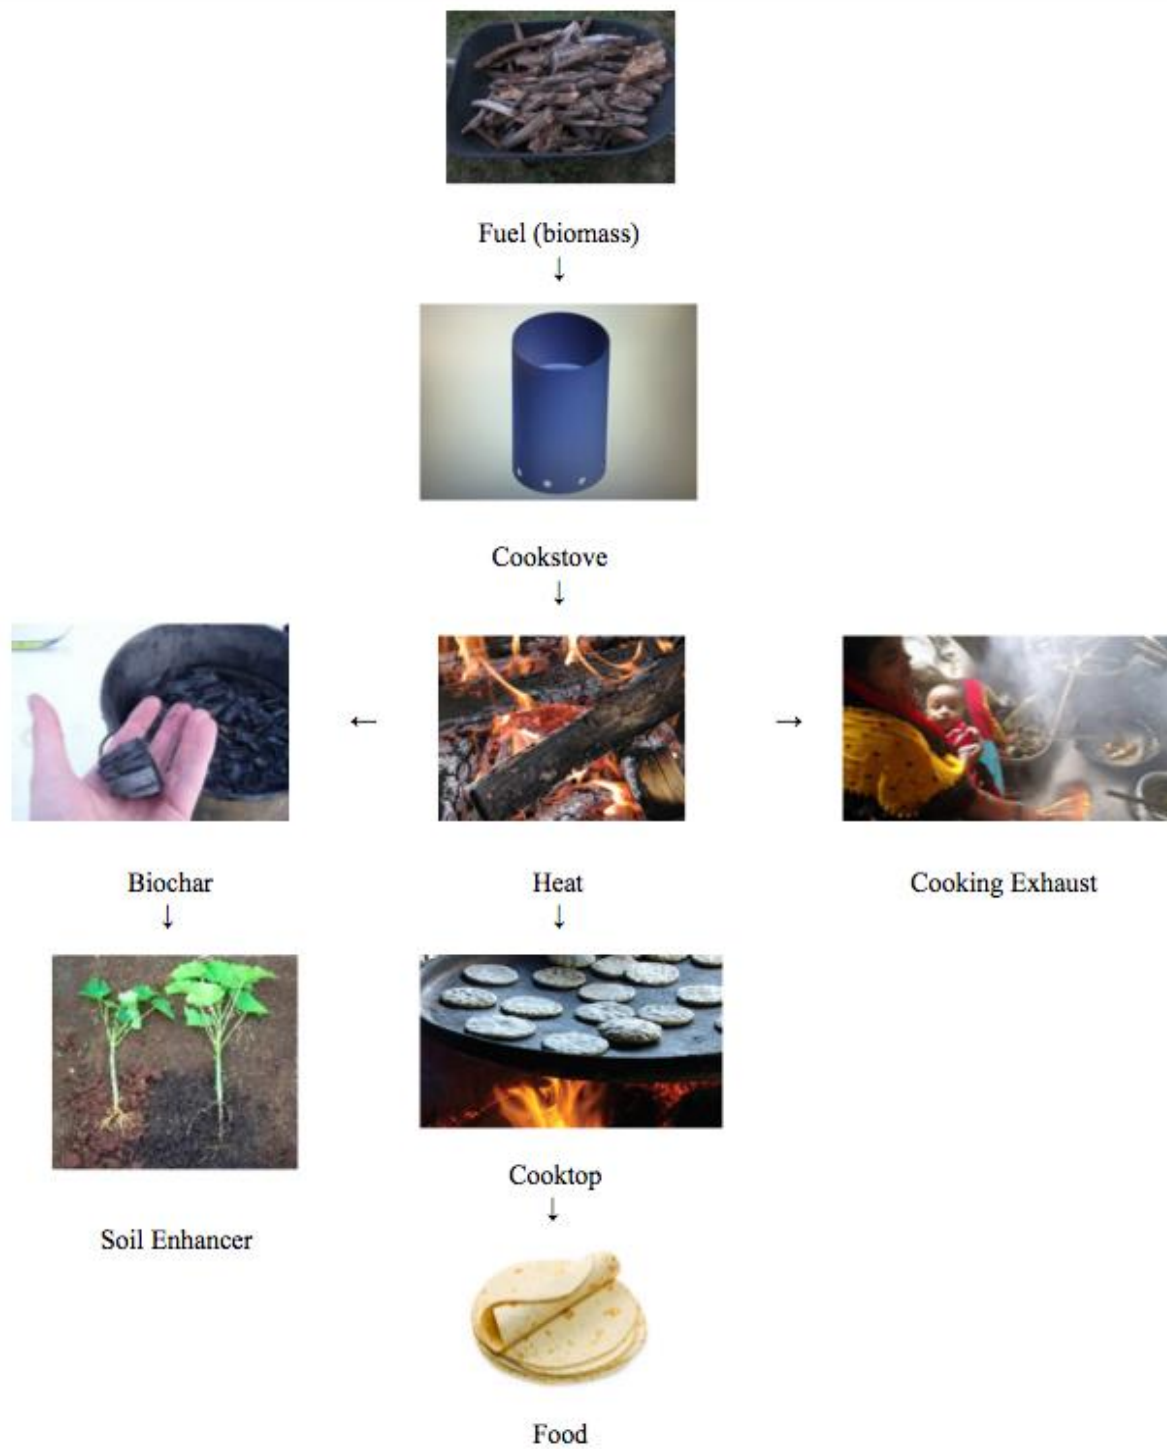 Fuel (biomass)
↓
Cookstove
↓
← →
Biochar Heat Cooking Exhaust
↓ ↓
Cooktop
↓
Soil Enhancer
Food